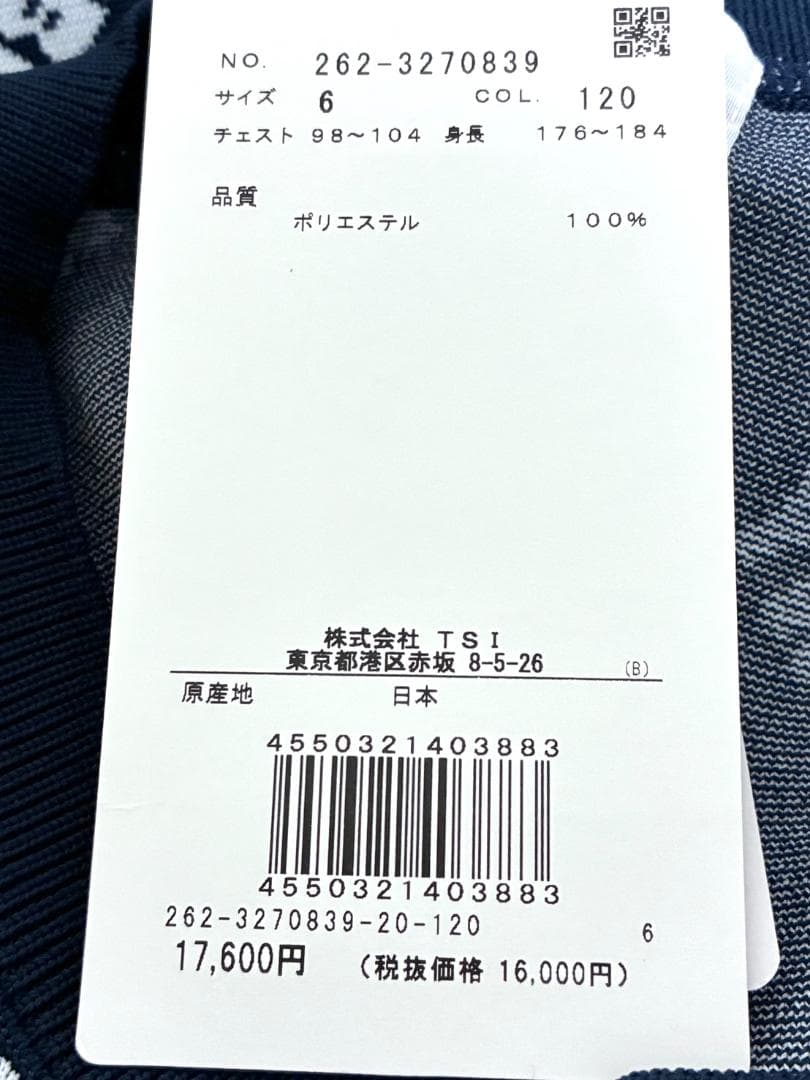 NO. 262-3270839
サイズ 6 COL. 120
チェスト 98〜104 身長 176〜184
品質
ポリエステル 100%
株式会社 TSI
東京都港区赤坂 8-5-26 (B)
原産地 日本
4550321403883
4550321403883
262-3270839-20-120 6
17,600円 (税抜価格 16,000円)